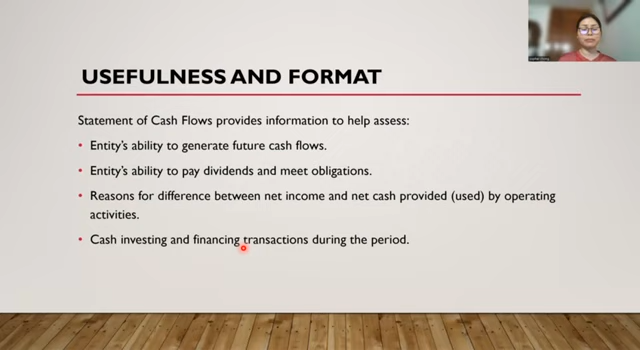 USEFULNESS AND FORMAT
Statement of Cash Flows provides information to help assess:
• Entity's ability to generate future cash flows.
• Entity's ability to pay dividends and meet obligations.
• Reasons for difference between net income and net cash provided (used) by operating
activities.
• Cash investing and financing transactions during the period.